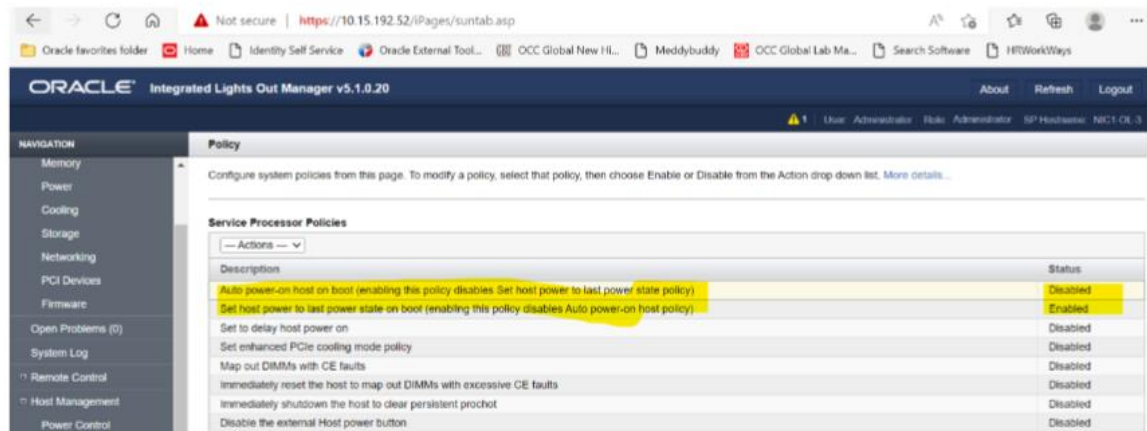 Not secure | https://10.15.192.52/iPages/suntab.asp
Oracle favorites folder Home Identity Self Service Oracle External Tool... OCC Global New Hi... Meddybuddy OCC Global Lab Ma... Search Software HRWorkWays
ORACLE Integrated Lights Out Manager v5.1.0.20 About Refresh Logout
1 User: Administrator Role: Administrator SP Hostname: NIC1-OL-3
NAVIGATION
Memory
Power
Cooling
Storage
Networking
PCI Devices
Firmware
Open Problems (0)
System Log
Remote Control
Host Management
Power Control
Policy
Configure system policies from this page. To modify a policy, select that policy, then choose Enable or Disable from the Action drop down list. More details...
Service Processor Policies
— Actions —
Description Status
Auto power-on host on boot (enabling this policy disables Set host power to last power state policy) Disabled
Set host power to last power state on boot (enabling this policy disables Auto power-on host policy) Enabled
Set to delay host power on Disabled
Set enhanced PCIe cooling mode policy Disabled
Map out DIMMs with CE faults Disabled
Immediately reset the host to map out DIMMs with excessive CE faults Disabled
Immediately shutdown the host to clear persistent prochot Disabled
Disable the external Host power button Disabled